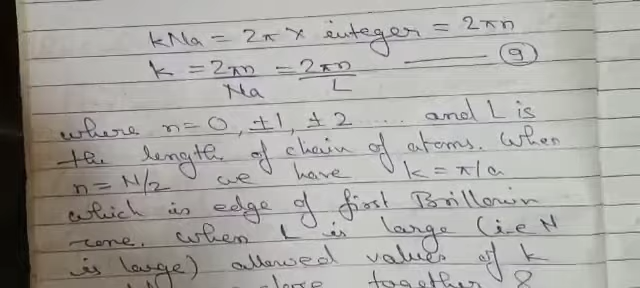 kNa = 2π × integer = 2πn
k = 2πn/Na = 2πn/L —— (9)
where n = 0, ±1, ±2 .... and L is
the length of chain of atoms. When
n = N/2 we have k = π/a
which is edge of first Brillouin
zone. When L is large (i.e N
is large) allowed values of k
close together &